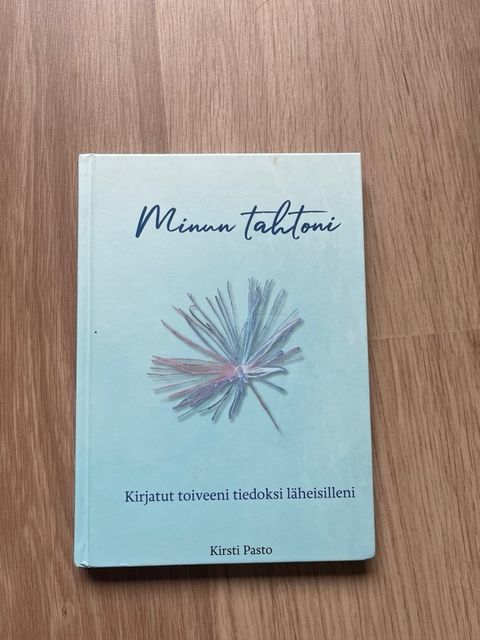 Minun tahtoni
Kirjatut toiveeni tiedoksi läheisilleni
Kirsti Pasto